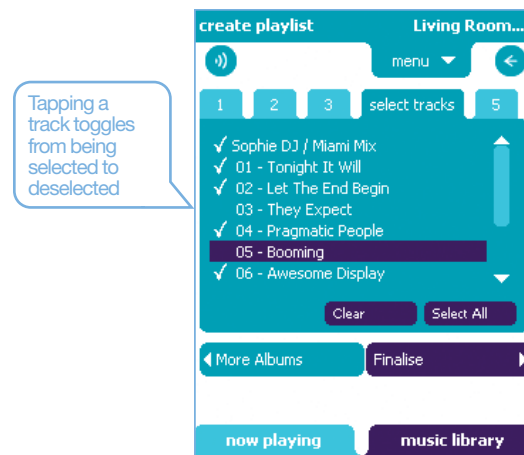 create playlist Living Room...
menu
1 2 3 select tracks 5
Tapping a
track toggles
from being
selected to
deselected
✓ Sophie DJ / Miami Mix
✓ 01 - Tonight It Will
✓ 02 - Let The End Begin
03 - They Expect
✓ 04 - Pragmatic People
05 - Booming
✓ 06 - Awesome Display
Clear Select All
More Albums Finalise
now playing music library